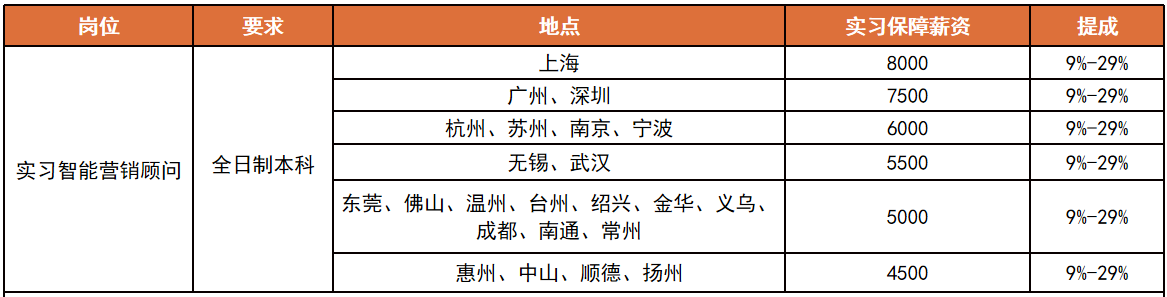 岗位 要求 地点 实习保障薪资 提成
上海 8000 9%-29%
广州、深圳 7500 9%-29%
杭州、苏州、南京、宁波 6000 9%-29%
实习智能营销顾问 全日制本科 无锡、武汉 5500 9%-29%
东莞、佛山、温州、台州、绍兴、金华、义乌、
成都、南通、常州 5000 9%-29%
惠州、中山、顺德、扬州 4500 9%-29%